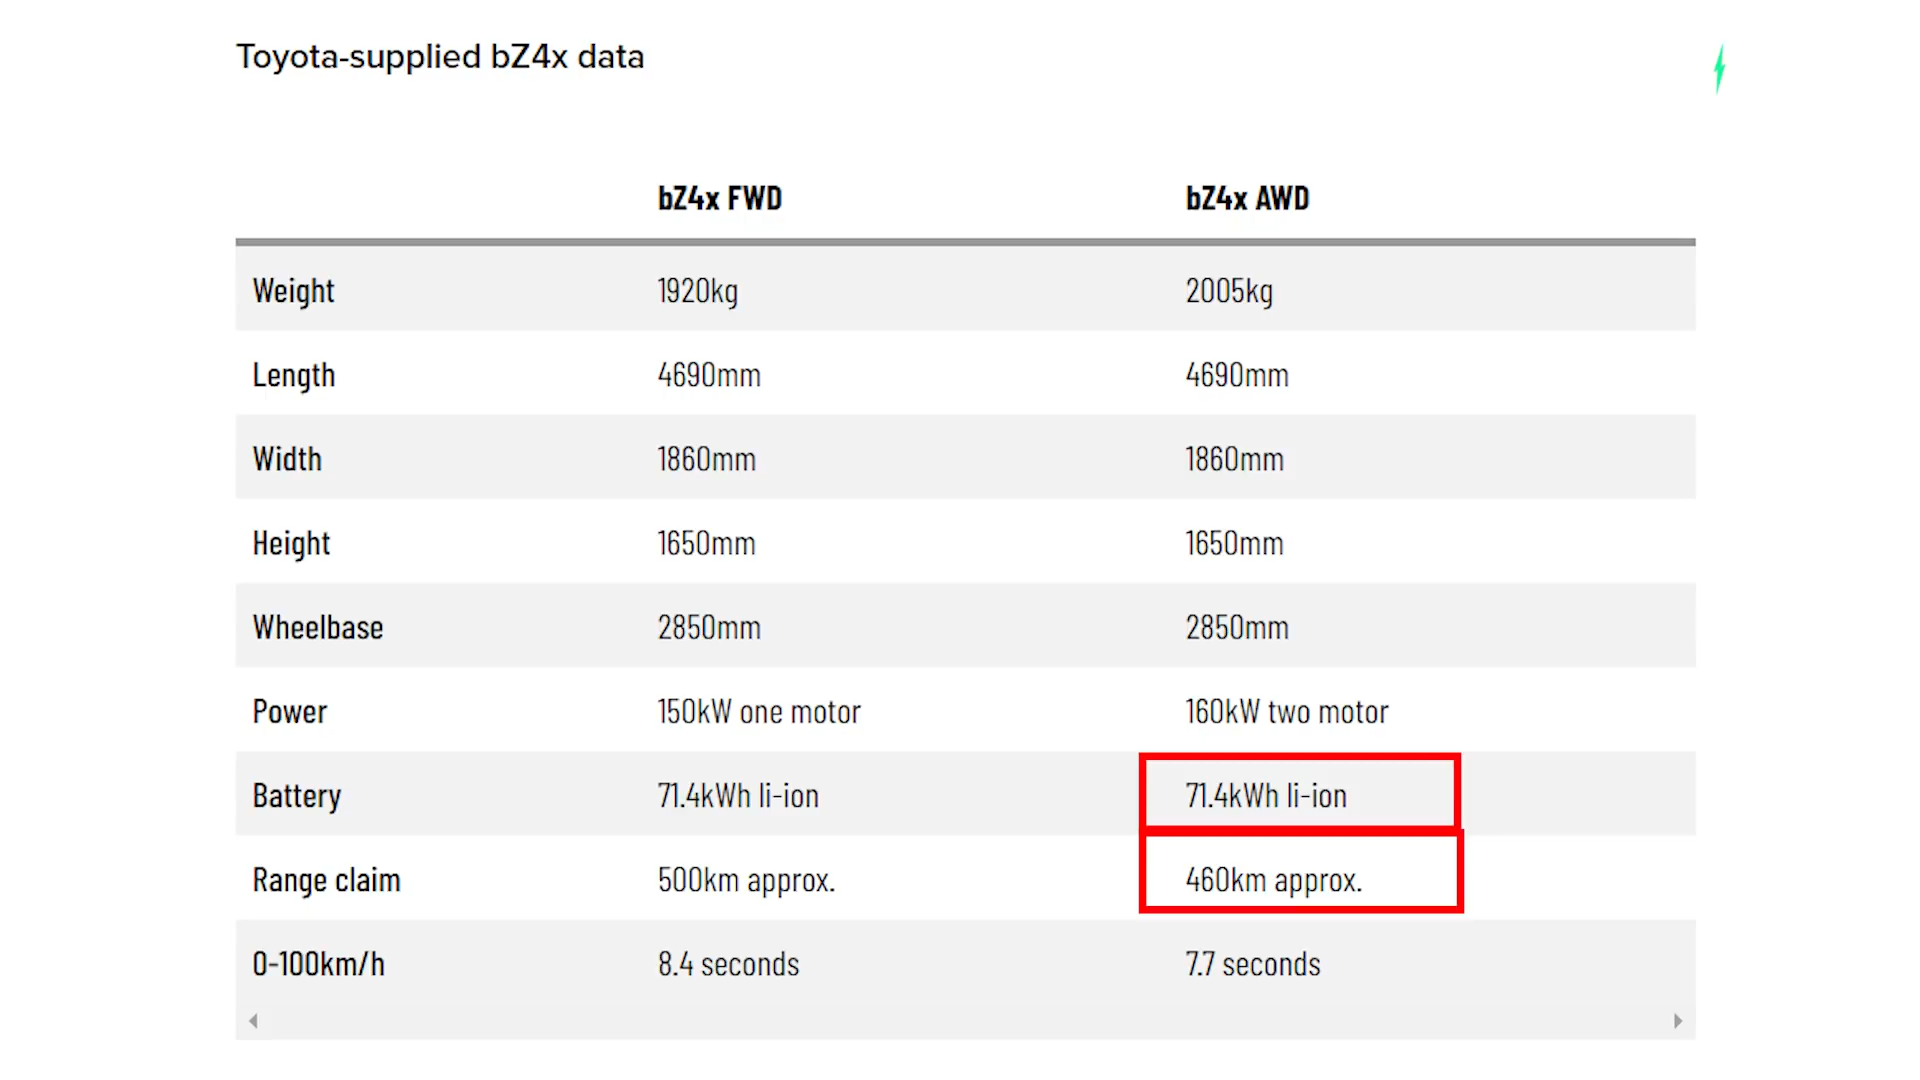 Toyota-supplied bZ4x data
bZ4x FWD bZ4x AWD
Weight 1920kg 2005kg
Length 4690mm 4690mm
Width 1860mm 1860mm
Height 1650mm 1650mm
Wheelbase 2850mm 2850mm
Power 150kW one motor 160kW two motor
Battery 71.4kWh li-ion 71.4kWh li-ion
Range claim 500km approx. 460km approx.
0-100km/h 8.4 seconds 7.7 seconds